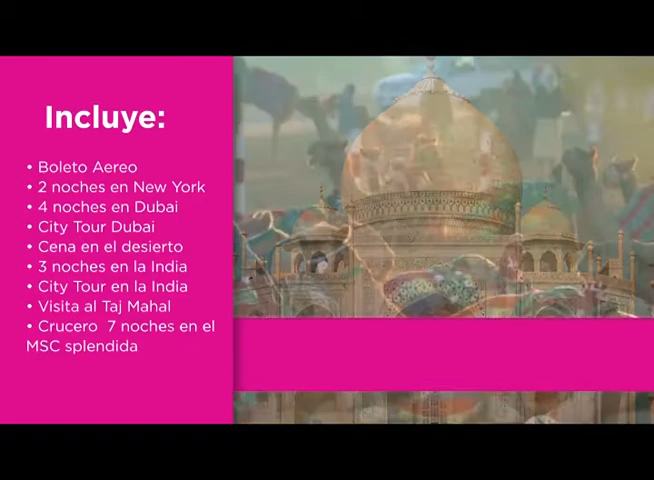 Incluye:
• Boleto Aereo
• 2 noches en New York
• 4 noches en Dubai
• City Tour Dubai
• Cena en el desierto
• 3 noches en la India
• City Tour en la India
• Visita al Taj Mahal
• Crucero 7 noches en el
MSC splendida